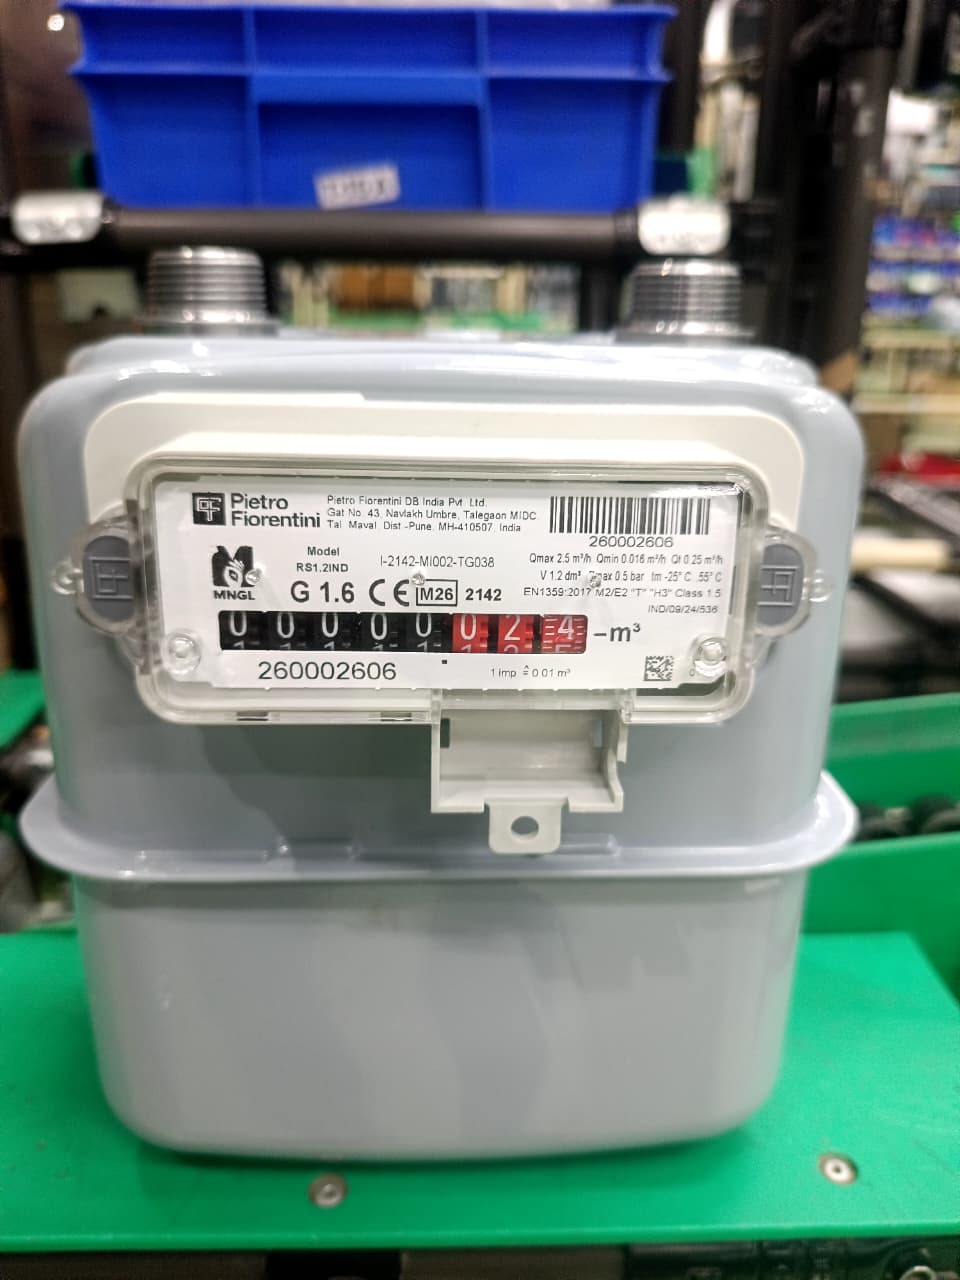 Pietro
Fiorentini
Pietro Fiorentini DB India Pvt. Ltd.
Gat No. 43, Navlakh Umbre, Talegaon MIDC.
Tal. Maval, Dist.-Pune, MH-410507, India
260002606
MNGL
Model
RS1.2IND
I-2142-MI002-TG038
G 1.6 CE M26 2142
Qmax 2.5 m³/h Qmin 0.016 m³/h Qt 0.25 m³/h
V 1.2 dm³ Pmax 0.5 bar tm -25° C..55° C
EN1359:2017 M2/E2 "T" "H3" Class 1.5
IND/09/24/536
0 0 0 0 0 0 2 4 -m³
260002606
1 imp ≙ 0.01 m³